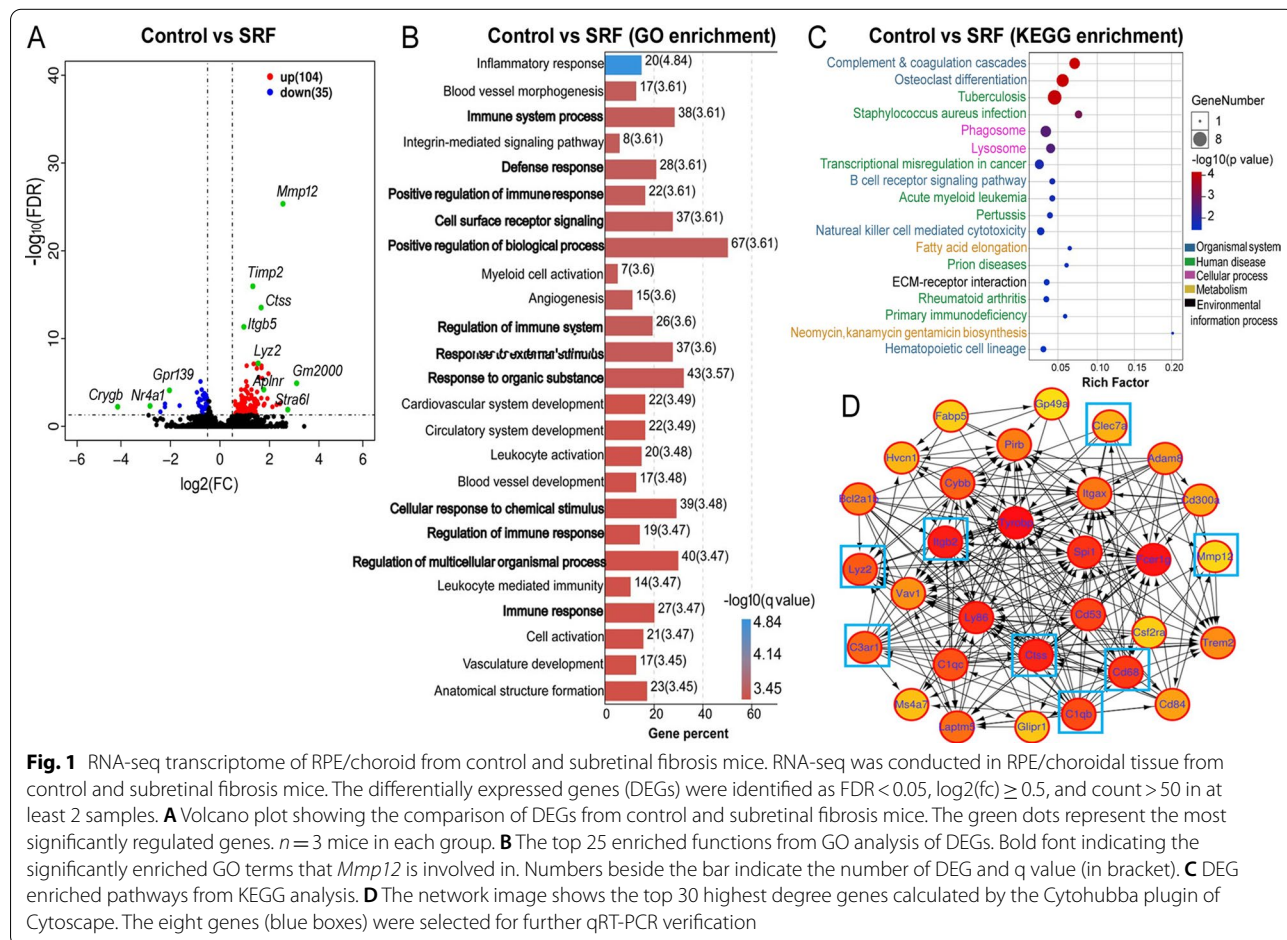 A
Control vs SRF
up(104)
down(35)
40
30
20
10
0
-log10(FDR)
Mmp12
Timp2
Ctss
Itgb5
Lyz2
Gpr139
Aplnr
Gm2000
Crygb
Nr4a1
Stra6l
−6
−4
−2
0
2
4
6
log2(FC)
B
Control vs SRF (GO enrichment)
Inflammatory response 20(4.84)
Blood vessel morphogenesis 17(3.61)
Immune system process 38(3.61)
Integrin-mediated signaling pathway 8(3.61)
Defense response 28(3.61)
Positive regulation of immune response 22(3.61)
Cell surface receptor signaling 37(3.61)
Positive regulation of biological process 67(3.61)
Myeloid cell activation 7(3.6)
Angiogenesis 15(3.6)
Regulation of immune system 26(3.6)
Response to external stimulus 37(3.6)
Response to organic substance 43(3.57)
Cardiovascular system development 22(3.49)
Circulatory system development 22(3.49)
Leukocyte activation 20(3.48)
Blood vessel development 17(3.48)
Cellular response to chemical stimulus 39(3.48)
Regulation of immune response 19(3.47)
Regulation of multicellular organismal process 40(3.47)
Leukocyte mediated immunity 14(3.47)
Immune response 27(3.47)
Cell activation 21(3.47)
Vasculature development 17(3.45)
Anatomical structure formation 23(3.45)
-log10(q value)
4.84
4.14
3.45
0 20 40 60
Gene percent
C
Control vs SRF (KEGG enrichment)
Complement & coagulation cascades
Osteoclast differentiation
Tuberculosis
Staphylococcus aureus infection
Phagosome
Lysosome
Transcriptional misregulation in cancer
B cell receptor signaling pathway
Acute myeloid leukemia
Pertussis
Natureal killer cell mediated cytotoxicity
Fatty acid elongation
Prion diseases
ECM-receptor interaction
Rheumatoid arthritis
Primary immunodeficiency
Neomycin,kanamycin gentamicin biosynthesis
Hematopoietic cell lineage
0.05 0.10 0.15 0.20
Rich Factor
GeneNumber
1
8
-log10(p value)
4
3
2
Organismal system
Human disease
Cellular process
Metabolism
Environmental
information process
D
Fabp5
Gp49a
Clec7a
Hvcn1
Pirb
Adam8
Bcl2a1b
Cybb
Itgax
Cd300a
Tyrobp
Itgb2
Spi1
Fcer1g
Mmp12
Lyz2
Vav1
Ly86
Cd53
Csf2ra
Trem2
C3ar1
C1qc
Ctss
Cd68
Ms4a7
Laptm5
Glipr1
C1qb
Cd84
Fig. 1 RNA-seq transcriptome of RPE/choroid from control and subretinal fibrosis mice. RNA-seq was conducted in RPE/choroidal tissue from
control and subretinal fibrosis mice. The differentially expressed genes (DEGs) were identified as FDR < 0.05, log2(fc) ≥ 0.5, and count > 50 in at
least 2 samples. A Volcano plot showing the comparison of DEGs from control and subretinal fibrosis mice. The green dots represent the most
significantly regulated genes. n = 3 mice in each group. B The top 25 enriched functions from GO analysis of DEGs. Bold font indicating the
significantly enriched GO terms that Mmp12 is involved in. Numbers beside the bar indicate the number of DEG and q value (in bracket). C DEG
enriched pathways from KEGG analysis. D The network image shows the top 30 highest degree genes calculated by the Cytohubba plugin of
Cytoscape. The eight genes (blue boxes) were selected for further qRT-PCR verification